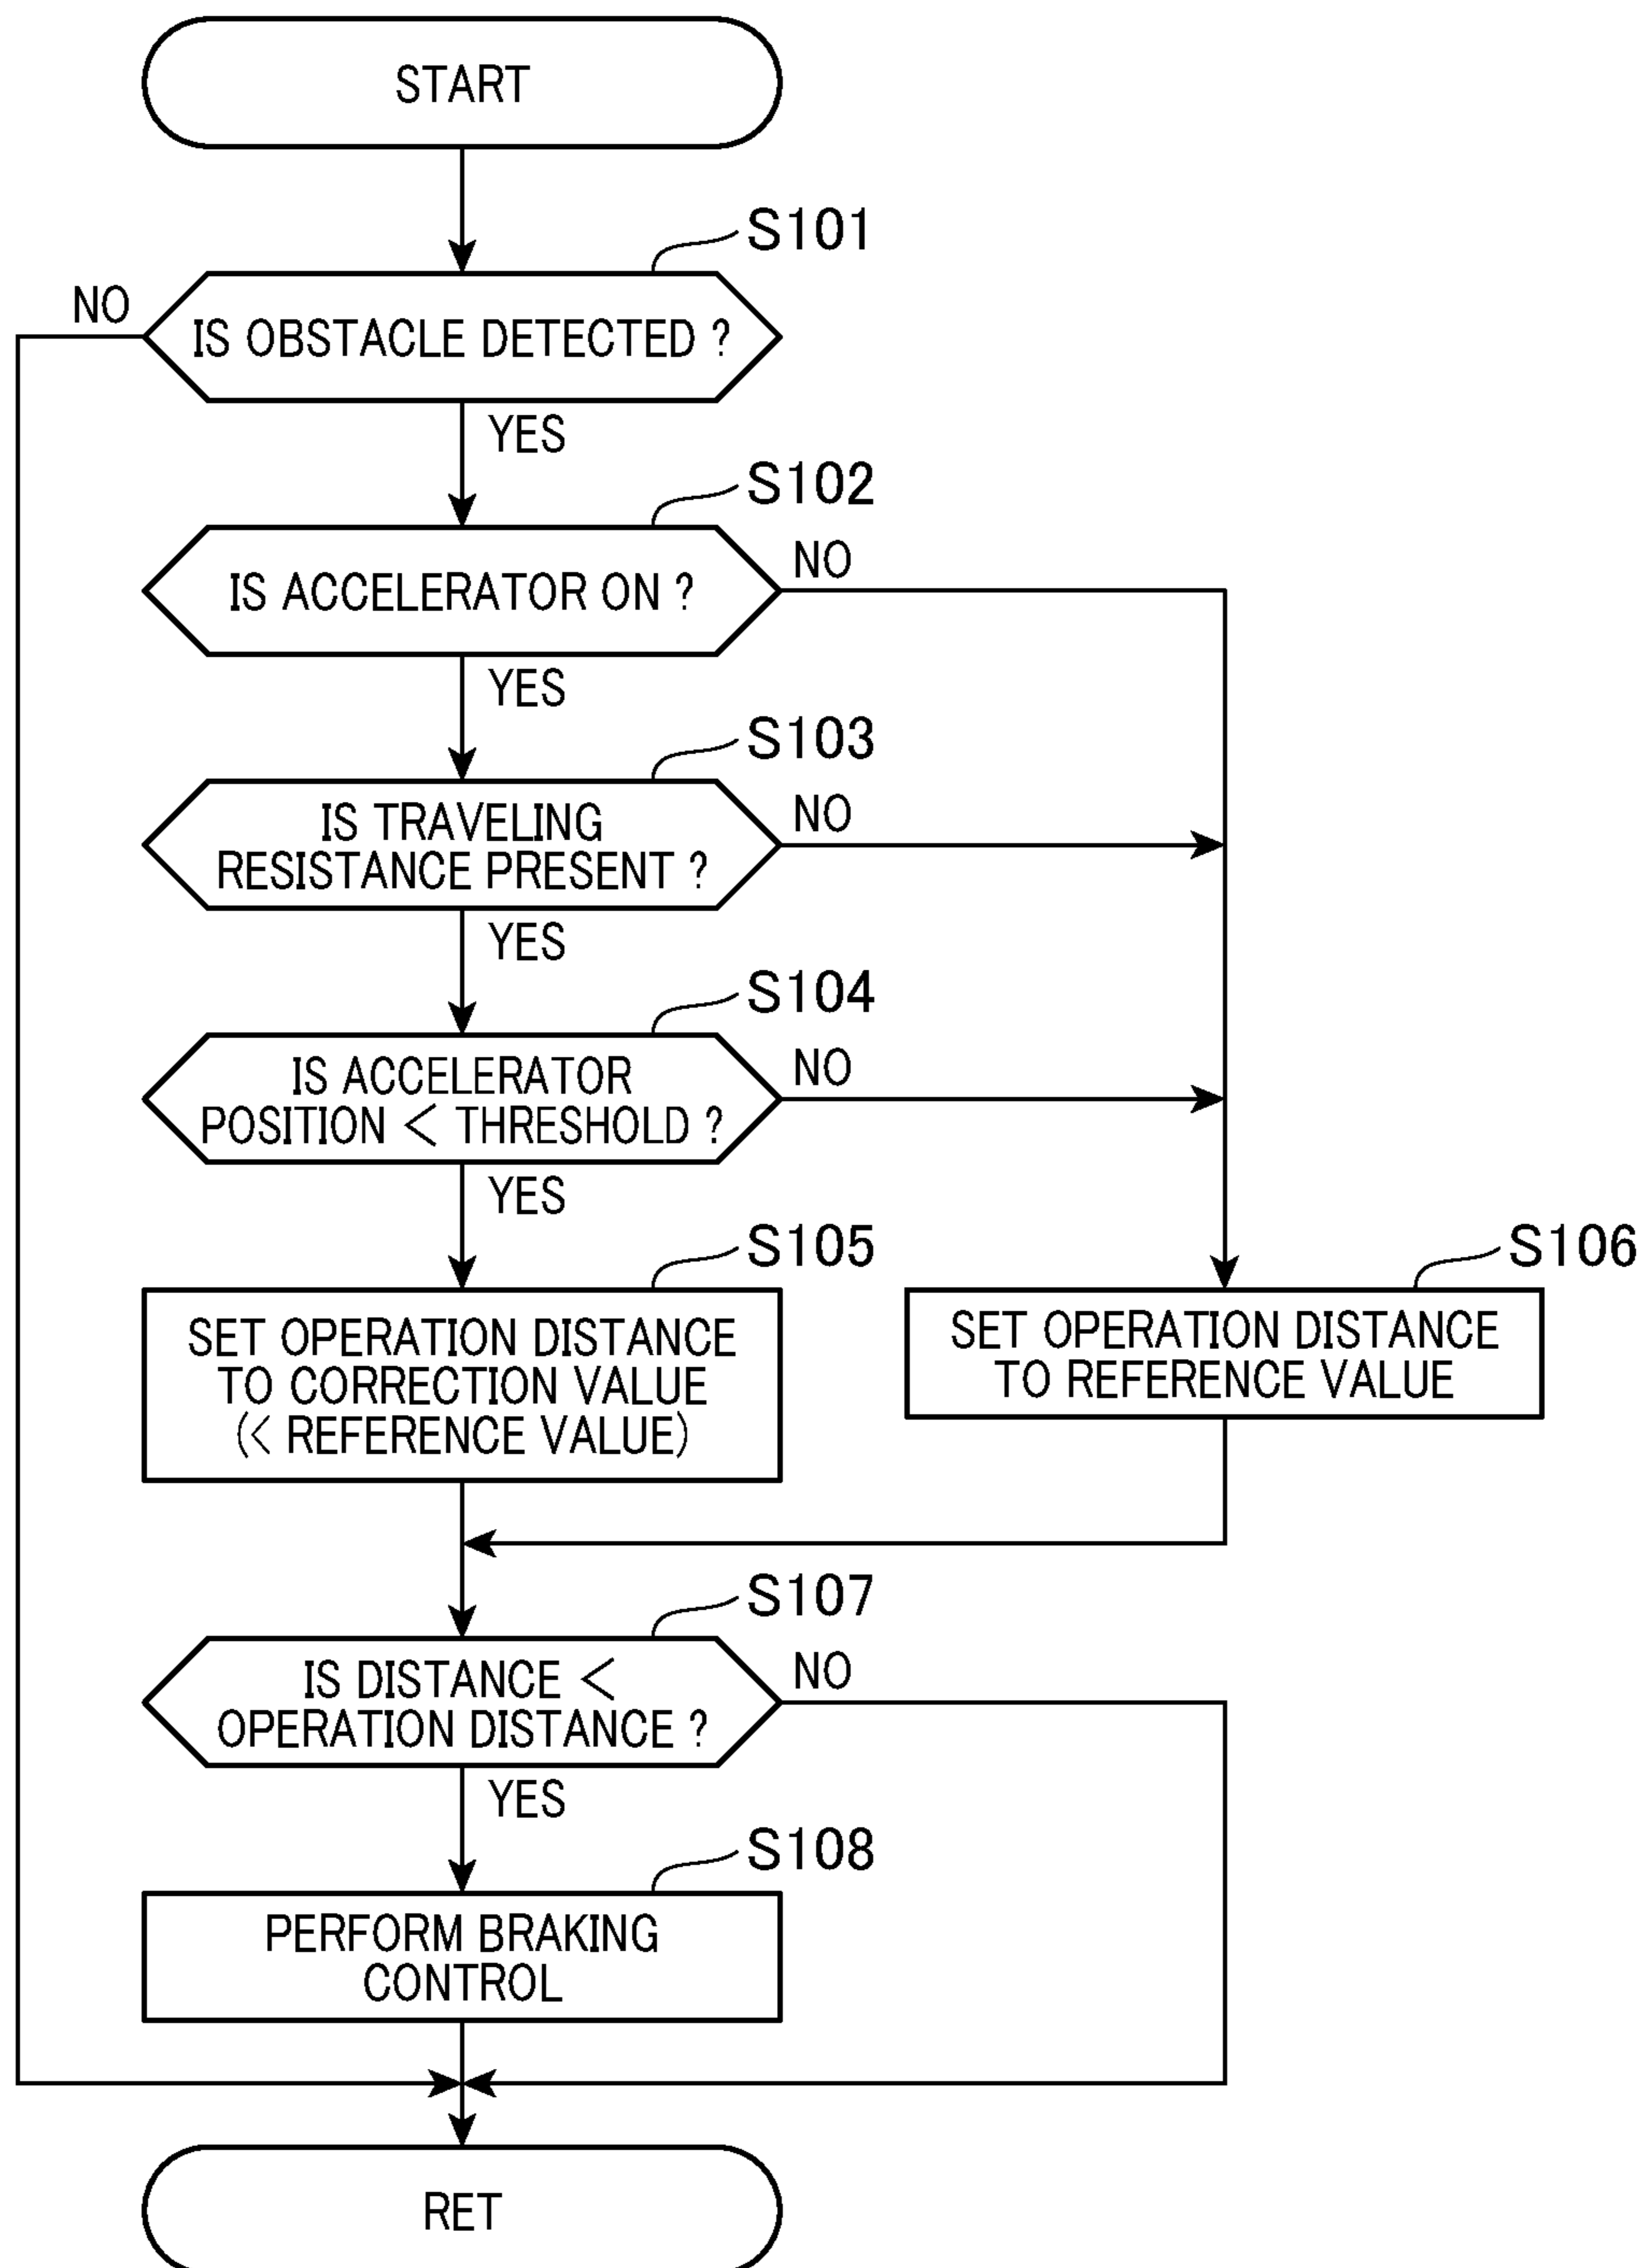 START
S101
NO
IS OBSTACLE DETECTED ?
YES
S102
NO
IS ACCELERATOR ON ?
YES
S103
NO
IS TRAVELING
RESISTANCE PRESENT ?
YES
S104
NO
IS ACCELERATOR
POSITION < THRESHOLD ?
YES
S105
SET OPERATION DISTANCE
TO CORRECTION VALUE
(< REFERENCE VALUE)
S106
SET OPERATION DISTANCE
TO REFERENCE VALUE
S107
NO
IS DISTANCE <
OPERATION DISTANCE ?
YES
S108
PERFORM BRAKING
CONTROL
RET